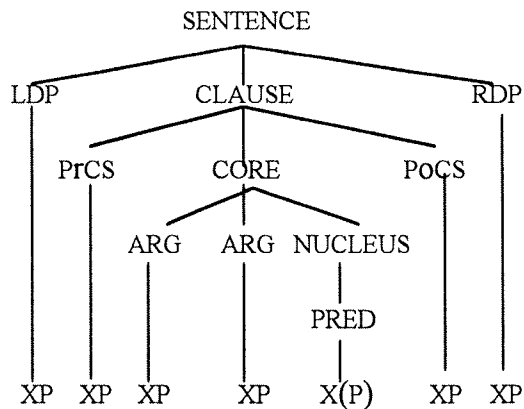 SENTENCE
LDP CLAUSE RDP
PrCS CORE PoCS
ARG ARG NUCLEUS
PRED
XP XP XP XP X(P) XP XP